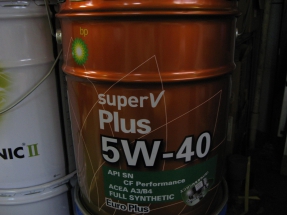 bp
superV
Plus
5W-40
API SN
CF Performance
ACEA A3/B4
FULL SYNTHETIC
Euro Plus
NIC II